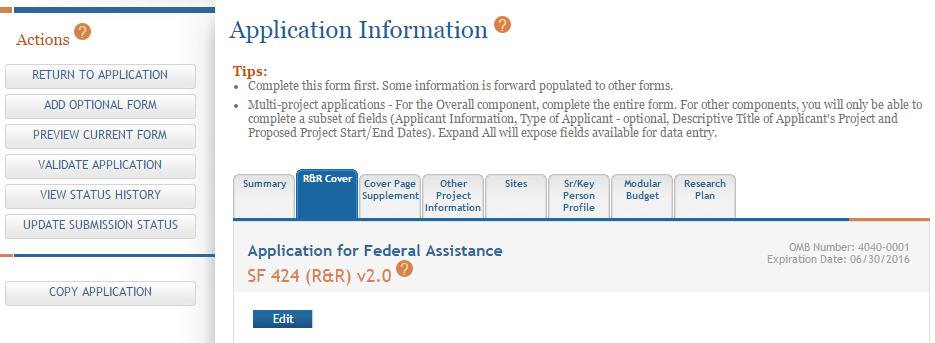 Actions ?
RETURN TO APPLICATION
ADD OPTIONAL FORM
PREVIEW CURRENT FORM
VALIDATE APPLICATION
VIEW STATUS HISTORY
UPDATE SUBMISSION STATUS
COPY APPLICATION
Application Information ?
Tips:
• Complete this form first. Some information is forward populated to other forms.
• Multi-project applications - For the Overall component, complete the entire form. For other components, you will only be able to
complete a subset of fields (Applicant Information, Type of Applicant - optional, Descriptive Title of Applicant's Project and
Proposed Project Start/End Dates). Expand All will expose fields available for data entry.
Summary
R&R Cover
Cover Page
Supplement
Other
Project
Information
Sites
Sr/Key
Person
Profile
Modular
Budget
Research
Plan
Application for Federal Assistance
SF 424 (R&R) v2.0 ?
OMB Number: 4040-0001
Expiration Date: 06/30/2016
Edit